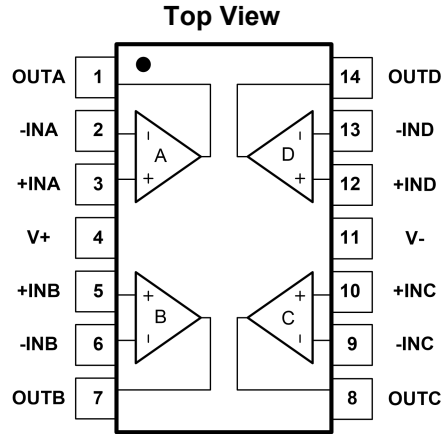 Top View
OUTA 1 14 OUTD
-INA 2 - - 13 -IND
A D
+INA 3 + + 12 +IND
V+ 4 11 V-
+INB 5 + + 10 +INC
B C
-INB 6 - - 9 -INC
OUTB 7 8 OUTC